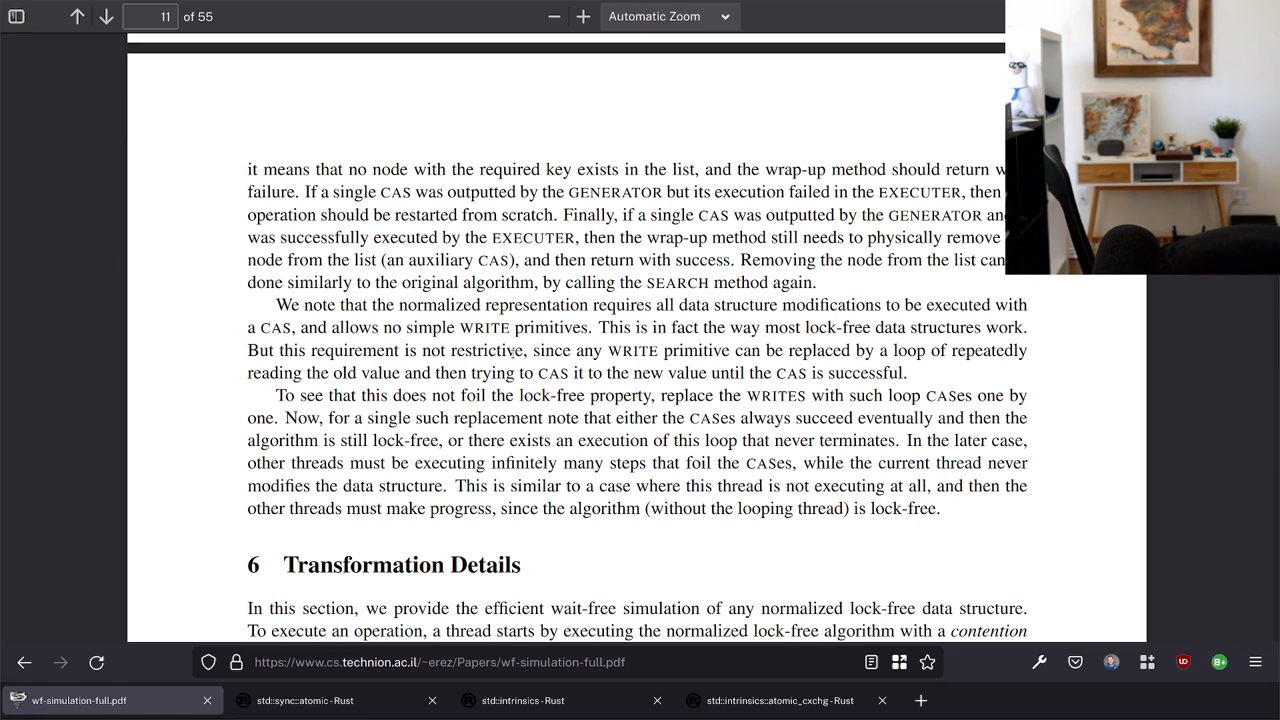 11 of 55
Automatic Zoom
it means that no node with the required key exists in the list, and the wrap-up method should return
failure. If a single CAS was outputted by the GENERATOR but its execution failed in the EXECUTER, then
operation should be restarted from scratch. Finally, if a single CAS was outputted by the GENERATOR
was successfully executed by the EXECUTER, then the wrap-up method still needs to physically remove
node from the list (an auxiliary CAS), and then return with success. Removing the node from the list can
done similarly to the original algorithm, by calling the SEARCH method again.
We note that the normalized representation requires all data structure modifications to be executed with
a CAS, and allows no simple WRITE primitives. This is in fact the way most lock-free data structures work.
But this requirement is not restrictive, since any WRITE primitive can be replaced by a loop of repeatedly
reading the old value and then trying to CAS it to the new value until the CAS is successful.
To see that this does not foil the lock-free property, replace the WRITES with such loop CASes one by
one. Now, for a single such replacement note that either the CASes always succeed eventually and then the
algorithm is still lock-free, or there exists an execution of this loop that never terminates. In the later case,
other threads must be executing infinitely many steps that foil the CASes, while the current thread never
modifies the data structure. This is similar to a case where this thread is not executing at all, and then the
other threads must make progress, since the algorithm (without the looping thread) is lock-free.
6 Transformation Details
In this section, we provide the efficient wait-free simulation of any normalized lock-free data structure.
To execute an operation, a thread starts by executing the normalized lock-free algorithm with a contention
https://www.cs.technion.ac.il/~erez/Papers/wf-simulation-full.pdf
wf-simulation-full.pdf
std::sync::atomic - Rust
std::intrinsics - Rust
std::intrinsics::atomic_cxchg - Rust